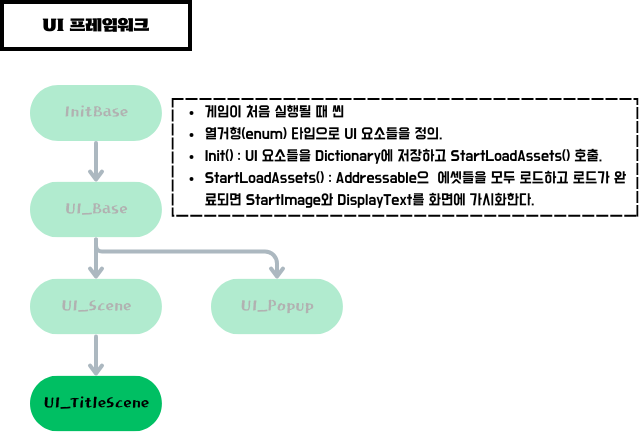 UI 프레임워크
InitBase
• 게임이 처음 실행될 때 씬
• 열거형(enum) 타입으로 UI 요소들을 정의.
• Init() : UI 요소들을 Dictionary에 저장하고 StartLoadAssets() 호출.
• StartLoadAssets() : Addressable으 에셋들을 모두 로드하고 로드가 완
료되면 StartImage와 DisplayText를 화면에 가시화한다.
UI_Base
UI_Scene
UI_Popup
UI_TitleScene